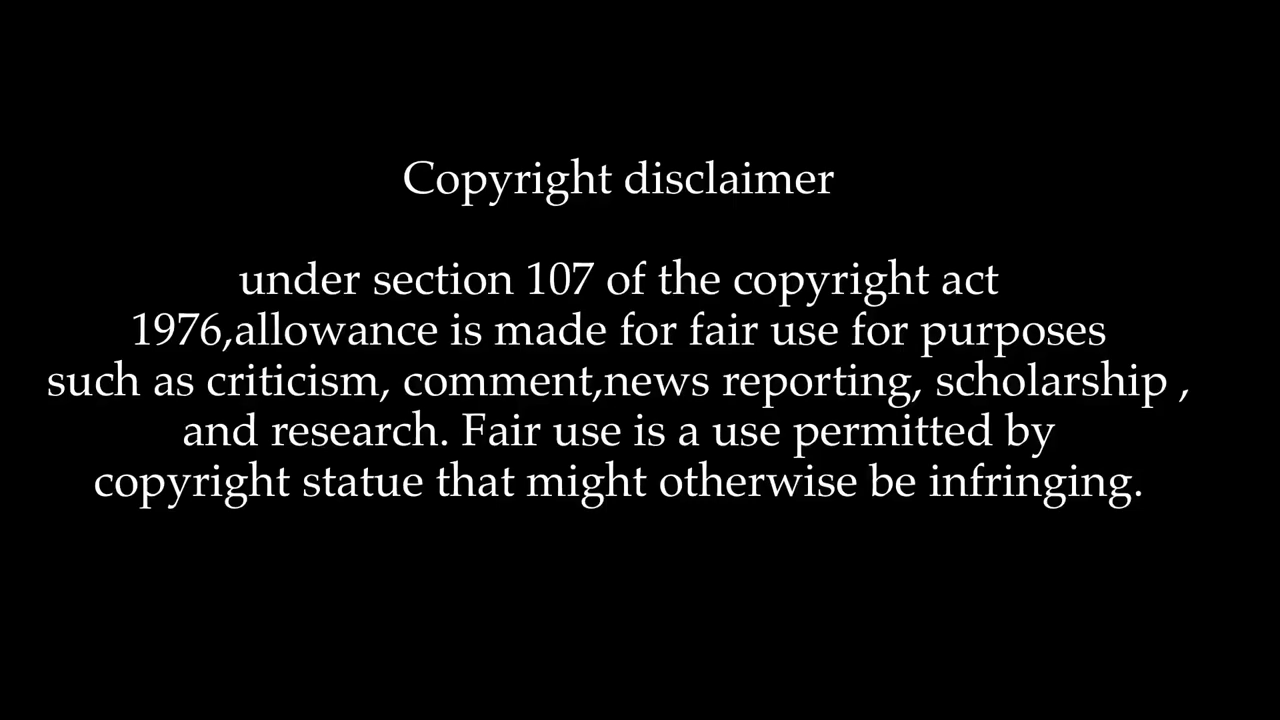 Copyright disclaimer
under section 107 of the copyright act
1976,allowance is made for fair use for purposes
such as criticism, comment,news reporting, scholarship ,
and research. Fair use is a use permitted by
copyright statue that might otherwise be infringing.